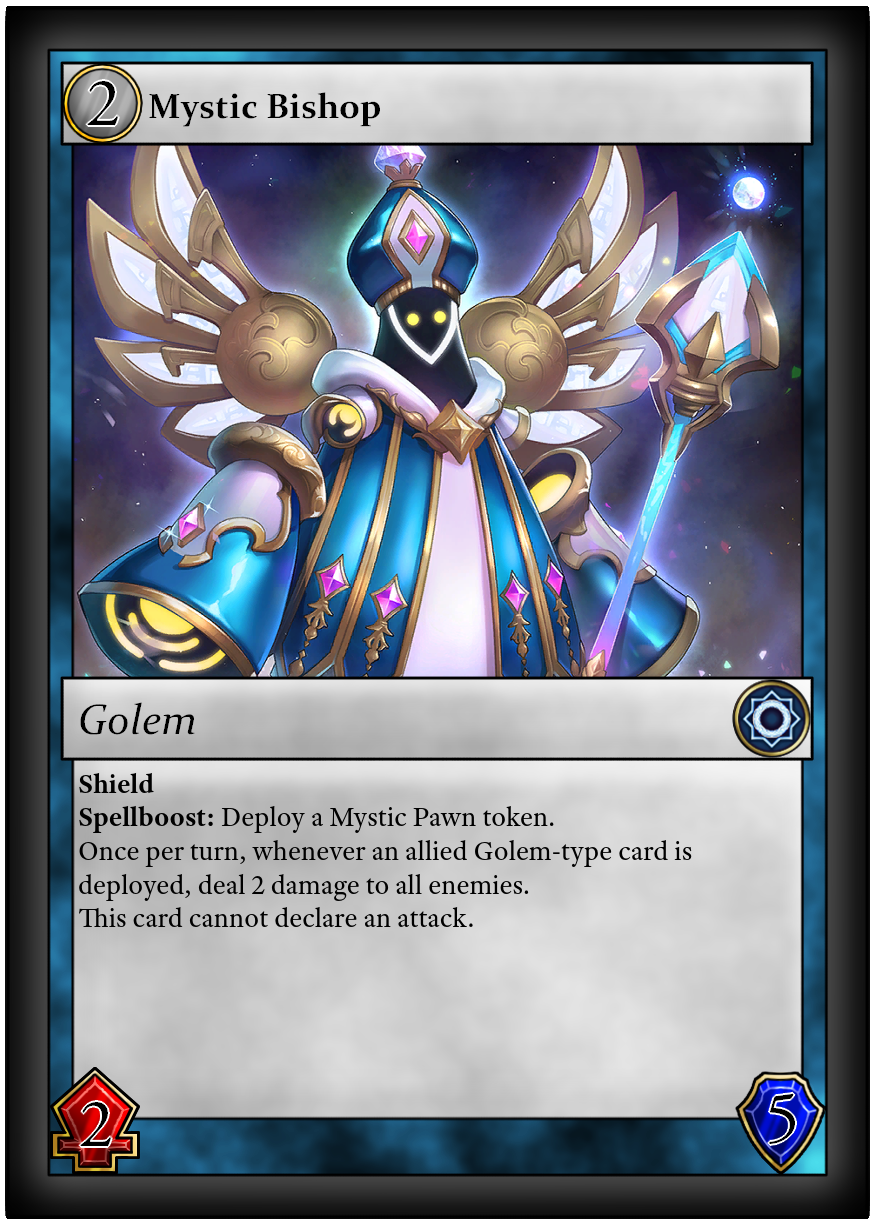 2 Mystic Bishop
Golem
Shield
Spellboost: Deploy a Mystic Pawn token.
Once per turn, whenever an allied Golem-type card is
deployed, deal 2 damage to all enemies.
This card cannot declare an attack.
2 5